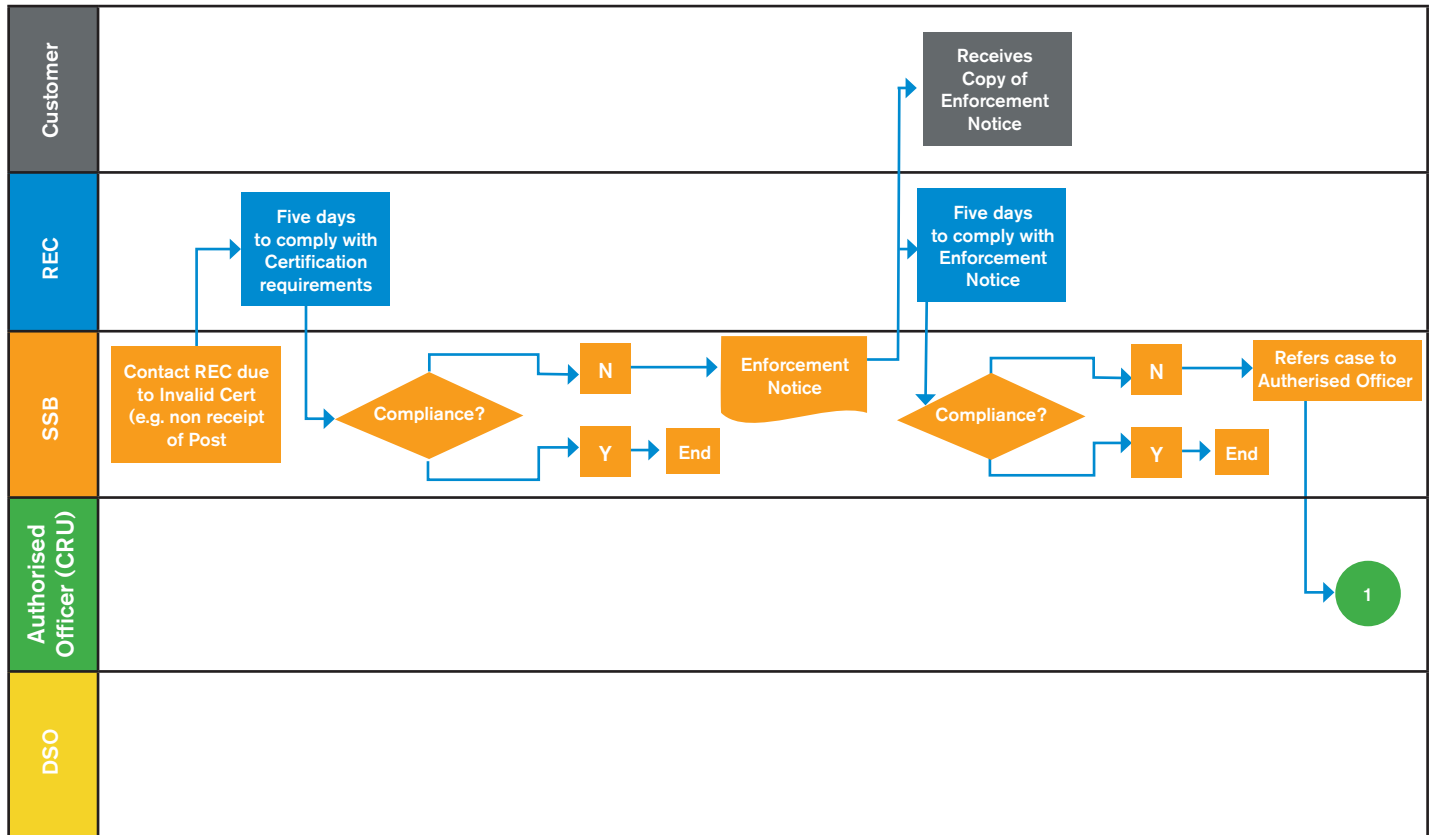 Customer
Receives
Copy of
Enforcement
Notice
REC
Five days
to comply with
Certification
requirements
Five days
to comply with
Enforcement
Notice
SSB
Contact REC due
to Invalid Cert
(e.g. non receipt
of Post
Compliance?
N
Y
End
Enforcement
Notice
Compliance?
N
Y
End
Refers case to
Autherised Officer
Authorised
Officer (CRU)
1
DSO